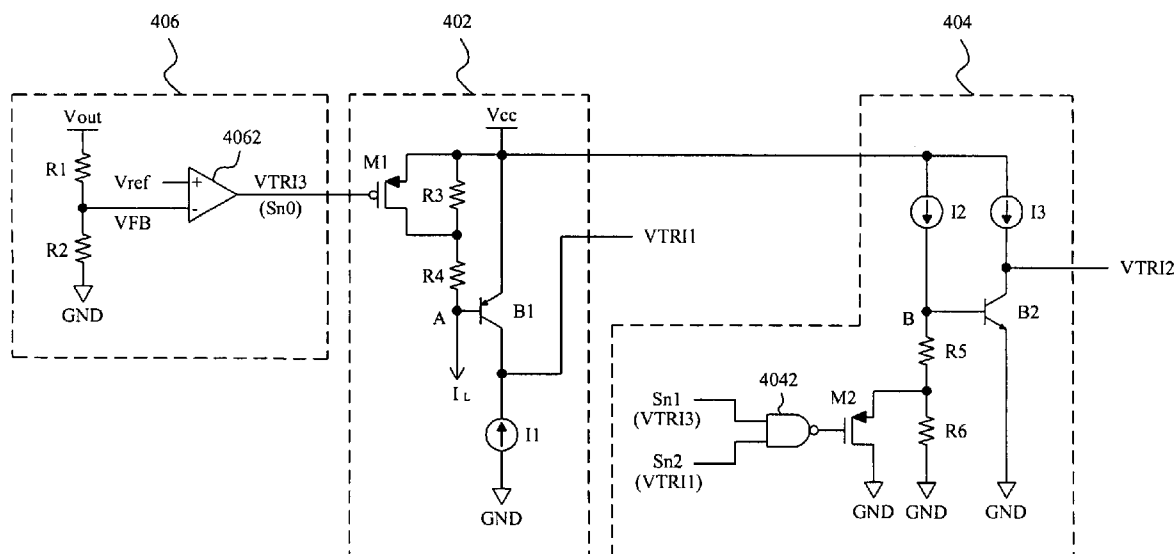 406
402
404
Vout
R1
R2
GND
Vref
VFB
+
-
4062
VTRI3
(Sn0)
M1
Vcc
R3
R4
A
B1
I L
I1
GND
VTRI1
I2
I3
VTRI2
B
B2
R5
R6
Sn1
(VTRI3)
Sn2
(VTRI1)
4042
M2
GND
GND
GND